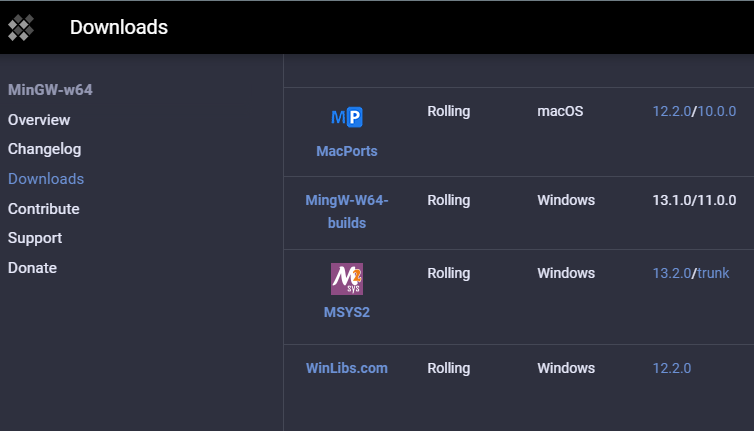 Downloads
MinGW-w64
Overview
Changelog
Downloads
Contribute
Support
Donate
MP
MacPorts
Rolling
macOS
12.2.0/10.0.0
MingW-W64-
builds
Rolling
Windows
13.1.0/11.0.0
M2
sys
MSYS2
Rolling
Windows
13.2.0/trunk
WinLibs.com
Rolling
Windows
12.2.0